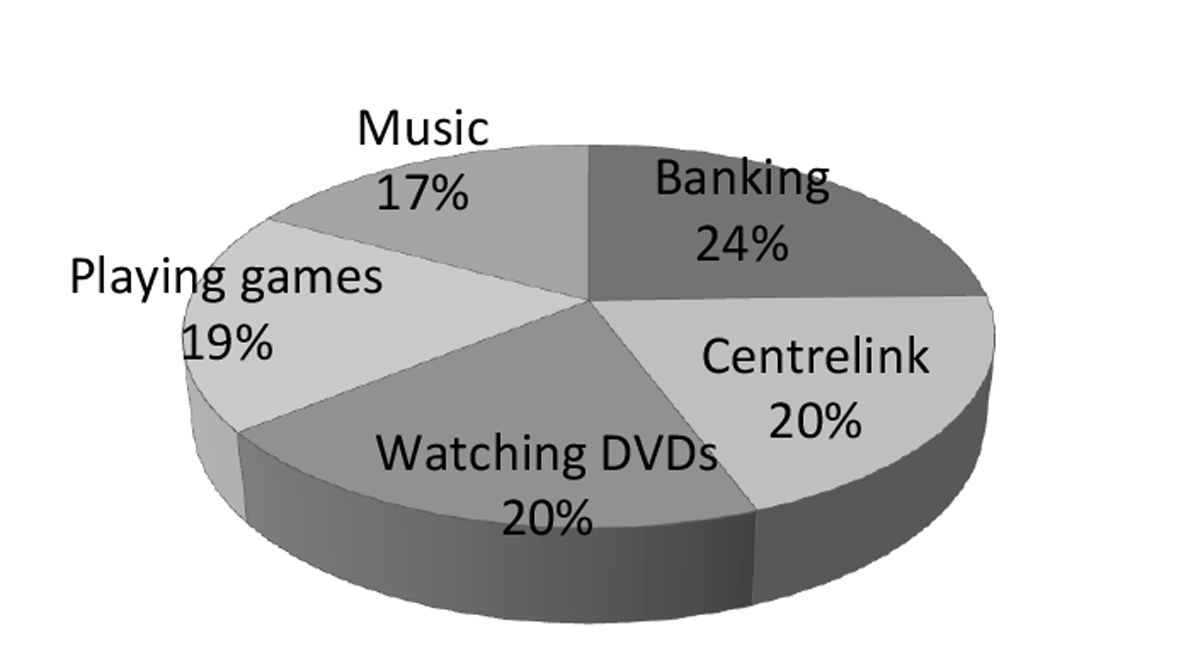 Music
17%
Banking
24%
Playing games
19%
Centrelink
20%
Watching DVDs
20%